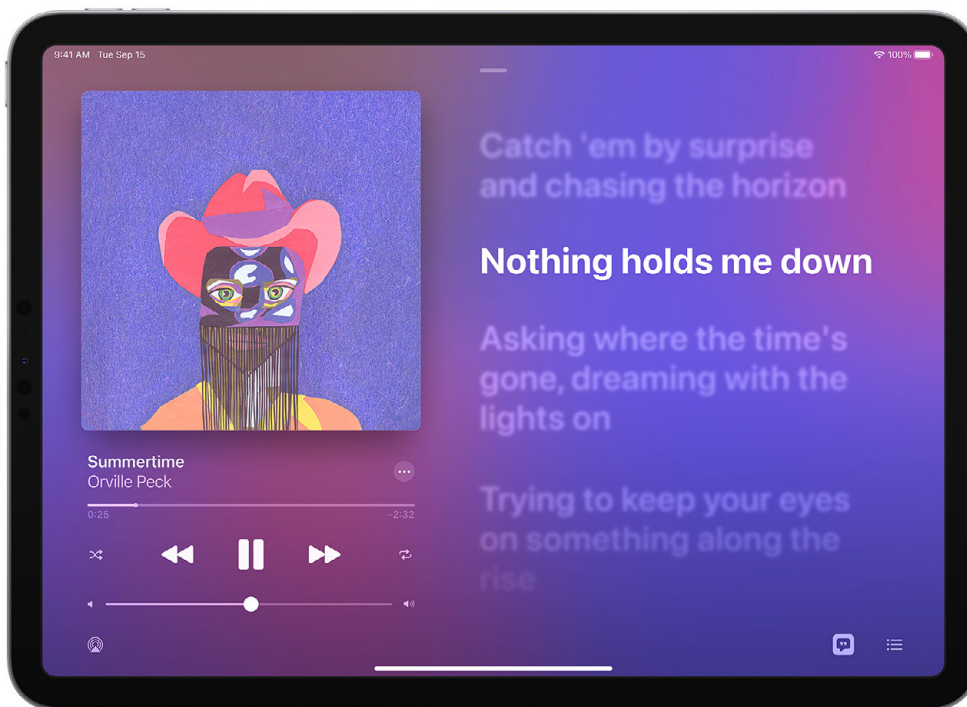 9:41 AM Tue Sep 15
100%
Summertime
Orville Peck
0:25
-2:32
Catch 'em by surprise
and chasing the horizon
Nothing holds me down
Asking where the time's
gone, dreaming with the
lights on
Trying to keep your eyes
on something along the
rise